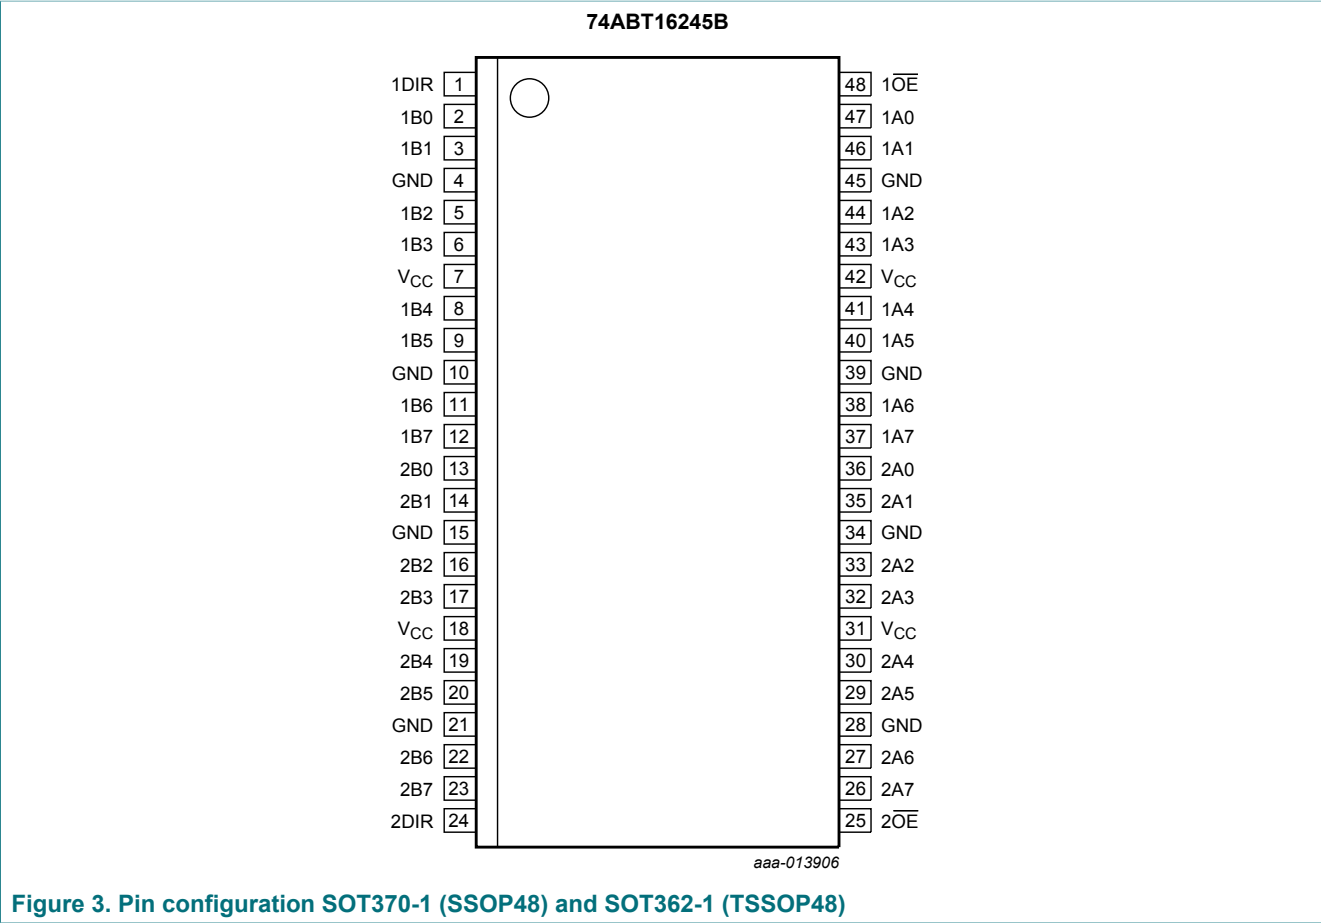 74ABT16245B
1DIR 1 48 1O̅E̅
1B0 2 47 1A0
1B1 3 46 1A1
GND 4 45 GND
1B2 5 44 1A2
1B3 6 43 1A3
VCC 7 42 VCC
1B4 8 41 1A4
1B5 9 40 1A5
GND 10 39 GND
1B6 11 38 1A6
1B7 12 37 1A7
2B0 13 36 2A0
2B1 14 35 2A1
GND 15 34 GND
2B2 16 33 2A2
2B3 17 32 2A3
VCC 18 31 VCC
2B4 19 30 2A4
2B5 20 29 2A5
GND 21 28 GND
2B6 22 27 2A6
2B7 23 26 2A7
2DIR 24 25 2O̅E̅
aaa-013906
Figure 3. Pin configuration SOT370-1 (SSOP48) and SOT362-1 (TSSOP48)